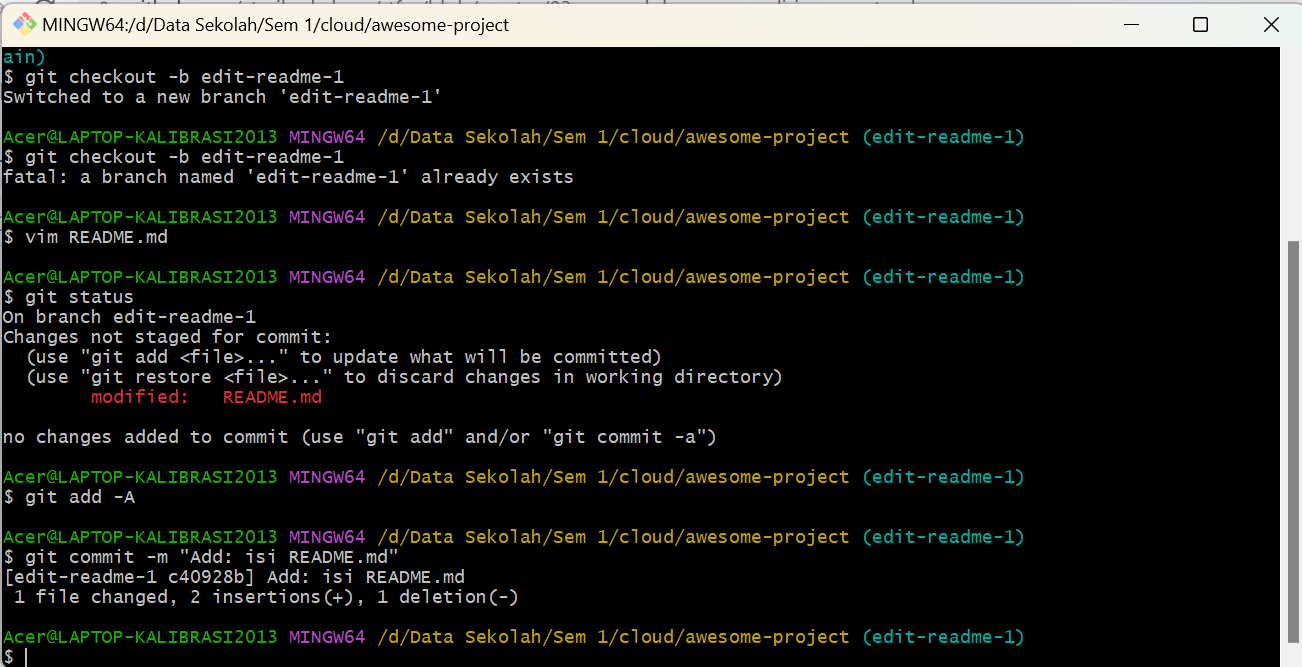 MINGW64:/d/Data Sekolah/Sem 1/cloud/awesome-project
ain)
$ git checkout -b edit-readme-1
Switched to a new branch 'edit-readme-1'
Acer@LAPTOP-KALIBRASI2013 MINGW64 /d/Data Sekolah/Sem 1/cloud/awesome-project (edit-readme-1)
$ git checkout -b edit-readme-1
fatal: a branch named 'edit-readme-1' already exists
Acer@LAPTOP-KALIBRASI2013 MINGW64 /d/Data Sekolah/Sem 1/cloud/awesome-project (edit-readme-1)
$ vim README.md
Acer@LAPTOP-KALIBRASI2013 MINGW64 /d/Data Sekolah/Sem 1/cloud/awesome-project (edit-readme-1)
$ git status
On branch edit-readme-1
Changes not staged for commit:
  (use "git add <file>..." to update what will be committed)
  (use "git restore <file>..." to discard changes in working directory)
        modified:   README.md
no changes added to commit (use "git add" and/or "git commit -a")
Acer@LAPTOP-KALIBRASI2013 MINGW64 /d/Data Sekolah/Sem 1/cloud/awesome-project (edit-readme-1)
$ git add -A
Acer@LAPTOP-KALIBRASI2013 MINGW64 /d/Data Sekolah/Sem 1/cloud/awesome-project (edit-readme-1)
$ git commit -m "Add: isi README.md"
[edit-readme-1 c40928b] Add: isi README.md
 1 file changed, 2 insertions(+), 1 deletion(-)
Acer@LAPTOP-KALIBRASI2013 MINGW64 /d/Data Sekolah/Sem 1/cloud/awesome-project (edit-readme-1)
$